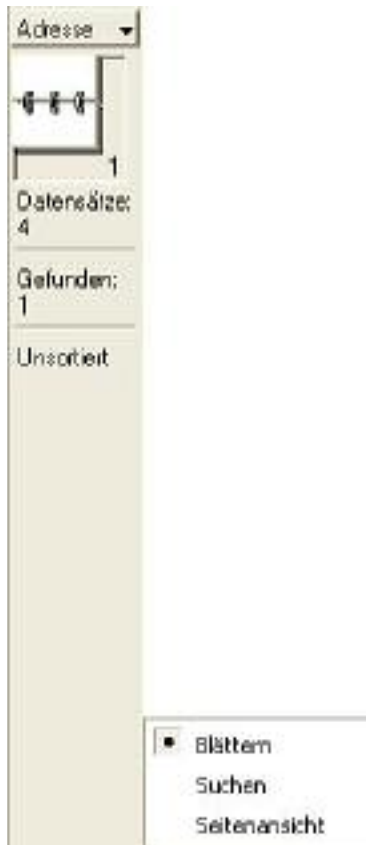 Adresse
1
Datensätze:
4
Gefunden:
1
Unsortiert
Blättern
Suchen
Seitenansicht